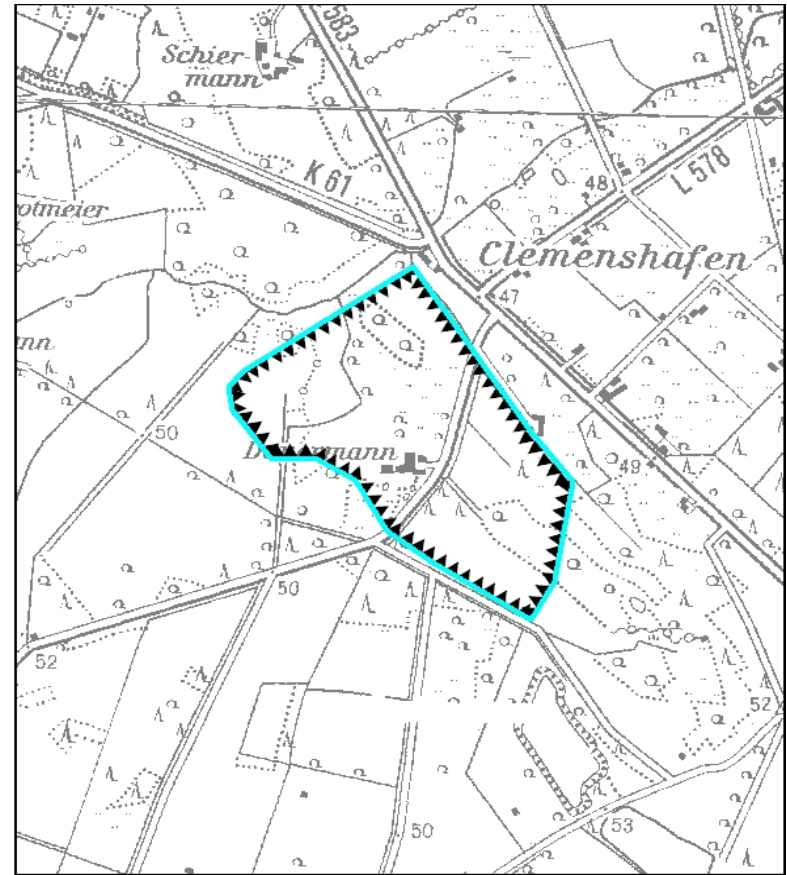 583
Schier-
mann
K 61
48
L 578
otmeier
Clemenshafen
47
nn
50
49
50
52
52
53
50